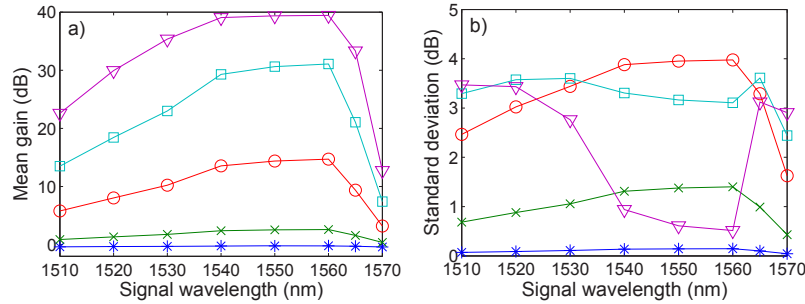 a)
Mean gain (dB)
40
30
20
10
0
1510 1520 1530 1540 1550 1560 1570
Signal wavelength (nm)
b)
Standard deviation (dB)
5
4
3
2
1
0
1510 1520 1530 1540 1550 1560 1570
Signal wavelength (nm)